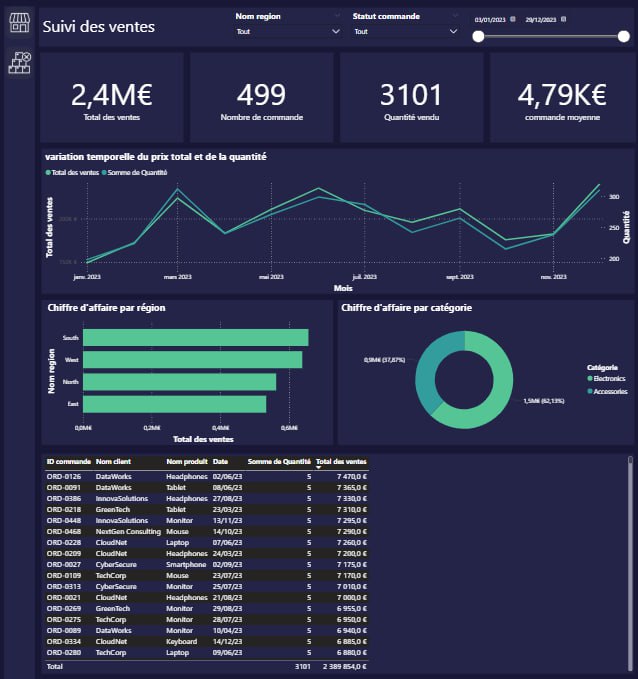 Suivi des ventes
Nom region
Tout
Statut commande
Tout
03/01/2023 29/12/2023
2,4M€
Total des ventes
499
Nombre de commande
3101
Quantité vendu
4,79K€
commande moyenne
variation temporelle du prix total et de la quantité
Total des ventes Somme de Quantité
Total des ventes
200K €
150K €
300
250
200
Quantité
janv. 2023 mars 2023 mai 2023 juil. 2023 sept. 2023 nov. 2023
Mois
Chiffre d'affaire par région
Nom region
South
West
North
East
0,0M€ 0,2M€ 0,4M€ 0,6M€
Total des ventes
Chiffre d'affaire par catégorie
0,9M€ (37,87%)
1,5M€ (62,13%)
Catégorie
Electronics
Accessories
ID commande Nom client Nom produit Date Somme de Quantité Total des ventes
ORD-0126 DataWorks Headphones 02/06/23 5 7 470,0 €
ORD-0091 DataWorks Tablet 08/06/23 5 7 365,0 €
ORD-0386 InnovaSolutions Headphones 27/08/23 5 7 330,0 €
ORD-0218 GreenTech Tablet 23/03/23 5 7 310,0 €
ORD-0448 InnovaSolutions Monitor 13/11/23 5 7 295,0 €
ORD-0468 NextGen Consulting Mouse 14/10/23 5 7 290,0 €
ORD-0228 CloudNet Laptop 07/06/23 5 7 260,0 €
ORD-0209 CloudNet Headphones 24/03/23 5 7 200,0 €
ORD-0027 CyberSecure Smartphone 02/09/23 5 7 175,0 €
ORD-0109 TechCorp Mouse 23/07/23 5 7 170,0 €
ORD-0313 CyberSecure Monitor 25/07/23 5 7 010,0 €
ORD-0021 CloudNet Headphones 21/08/23 5 7 000,0 €
ORD-0269 GreenTech Monitor 29/08/23 5 6 955,0 €
ORD-0275 TechCorp Monitor 28/07/23 5 6 950,0 €
ORD-0089 DataWorks Monitor 10/04/23 5 6 940,0 €
ORD-0334 CloudNet Keyboard 14/12/23 5 6 885,0 €
ORD-0280 TechCorp Laptop 09/06/23 5 6 880,0 €
Total 3101 2 389 854,0 €